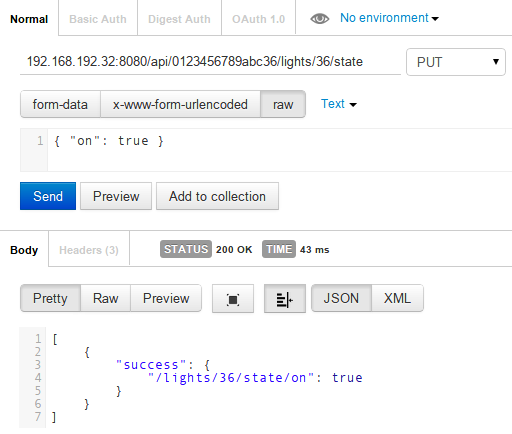 Normal Basic Auth Digest Auth OAuth 1.0 No environment
192.168.192.32:8080/api/0123456789abc36/lights/36/state PUT
form-data x-www-form-urlencoded raw Text
1 { "on": true }
Send Preview Add to collection
Body Headers (3) STATUS 200 OK TIME 43 ms
Pretty Raw Preview JSON XML
1 [
2 {
3 "success": {
4 "/lights/36/state/on": true
5 }
6 }
7 ]